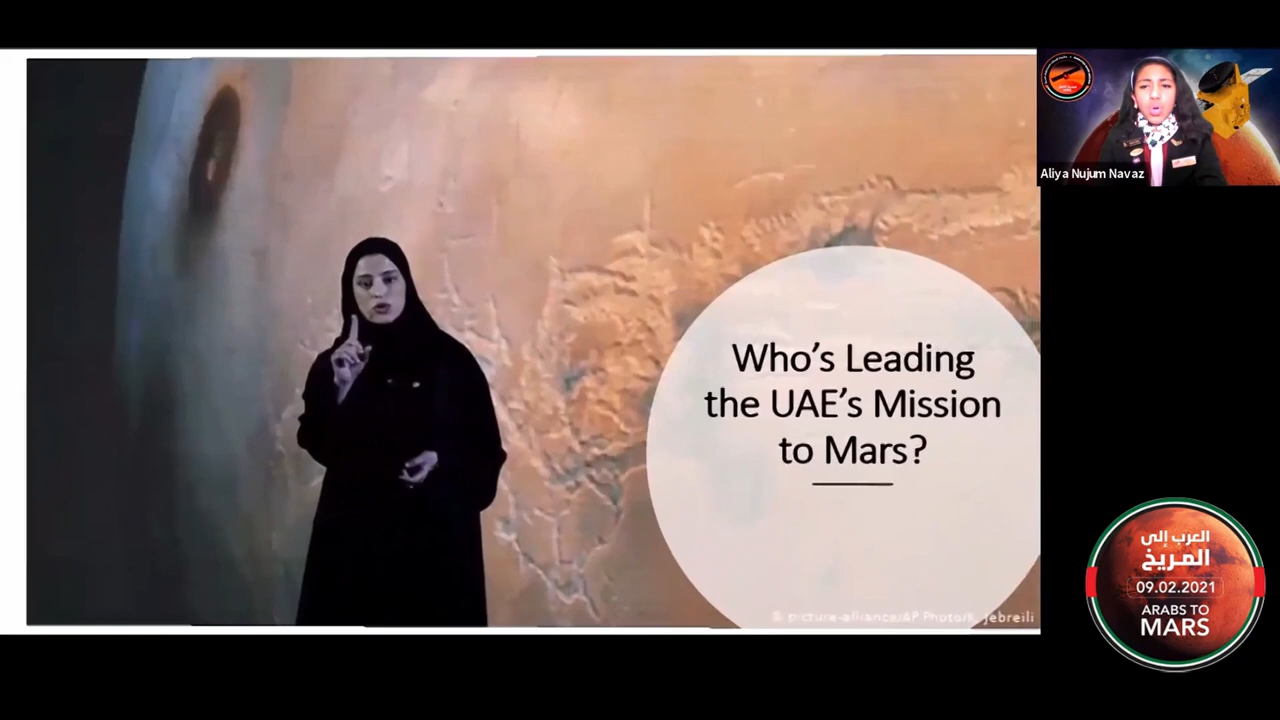 Who's Leading
the UAE's Mission
to Mars?
© picture-alliance/AP Photo/K. Jebreili
Aliya Nujum Navaz
العرب إلى
المريخ
09.02.2021
ARABS TO
MARS